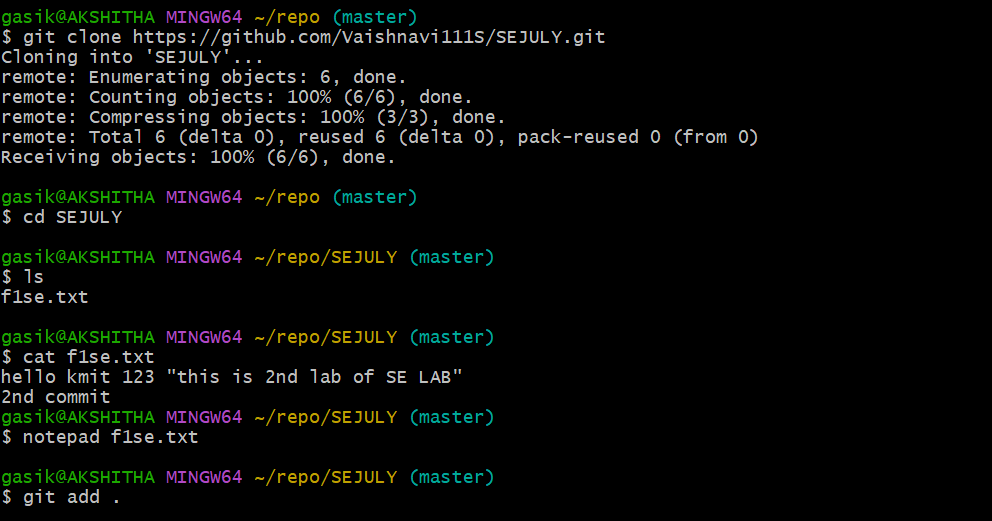 gasik@AKSHITHA MINGW64 ~/repo (master)
$ git clone https://github.com/Vaishnavi111S/SEJULY.git
Cloning into 'SEJULY'...
remote: Enumerating objects: 6, done.
remote: Counting objects: 100% (6/6), done.
remote: Compressing objects: 100% (3/3), done.
remote: Total 6 (delta 0), reused 6 (delta 0), pack-reused 0 (from 0)
Receiving objects: 100% (6/6), done.
gasik@AKSHITHA MINGW64 ~/repo (master)
$ cd SEJULY
gasik@AKSHITHA MINGW64 ~/repo/SEJULY (master)
$ ls
f1se.txt
gasik@AKSHITHA MINGW64 ~/repo/SEJULY (master)
$ cat f1se.txt
hello kmit 123 "this is 2nd lab of SE LAB"
2nd commit
gasik@AKSHITHA MINGW64 ~/repo/SEJULY (master)
$ notepad f1se.txt
gasik@AKSHITHA MINGW64 ~/repo/SEJULY (master)
$ git add .